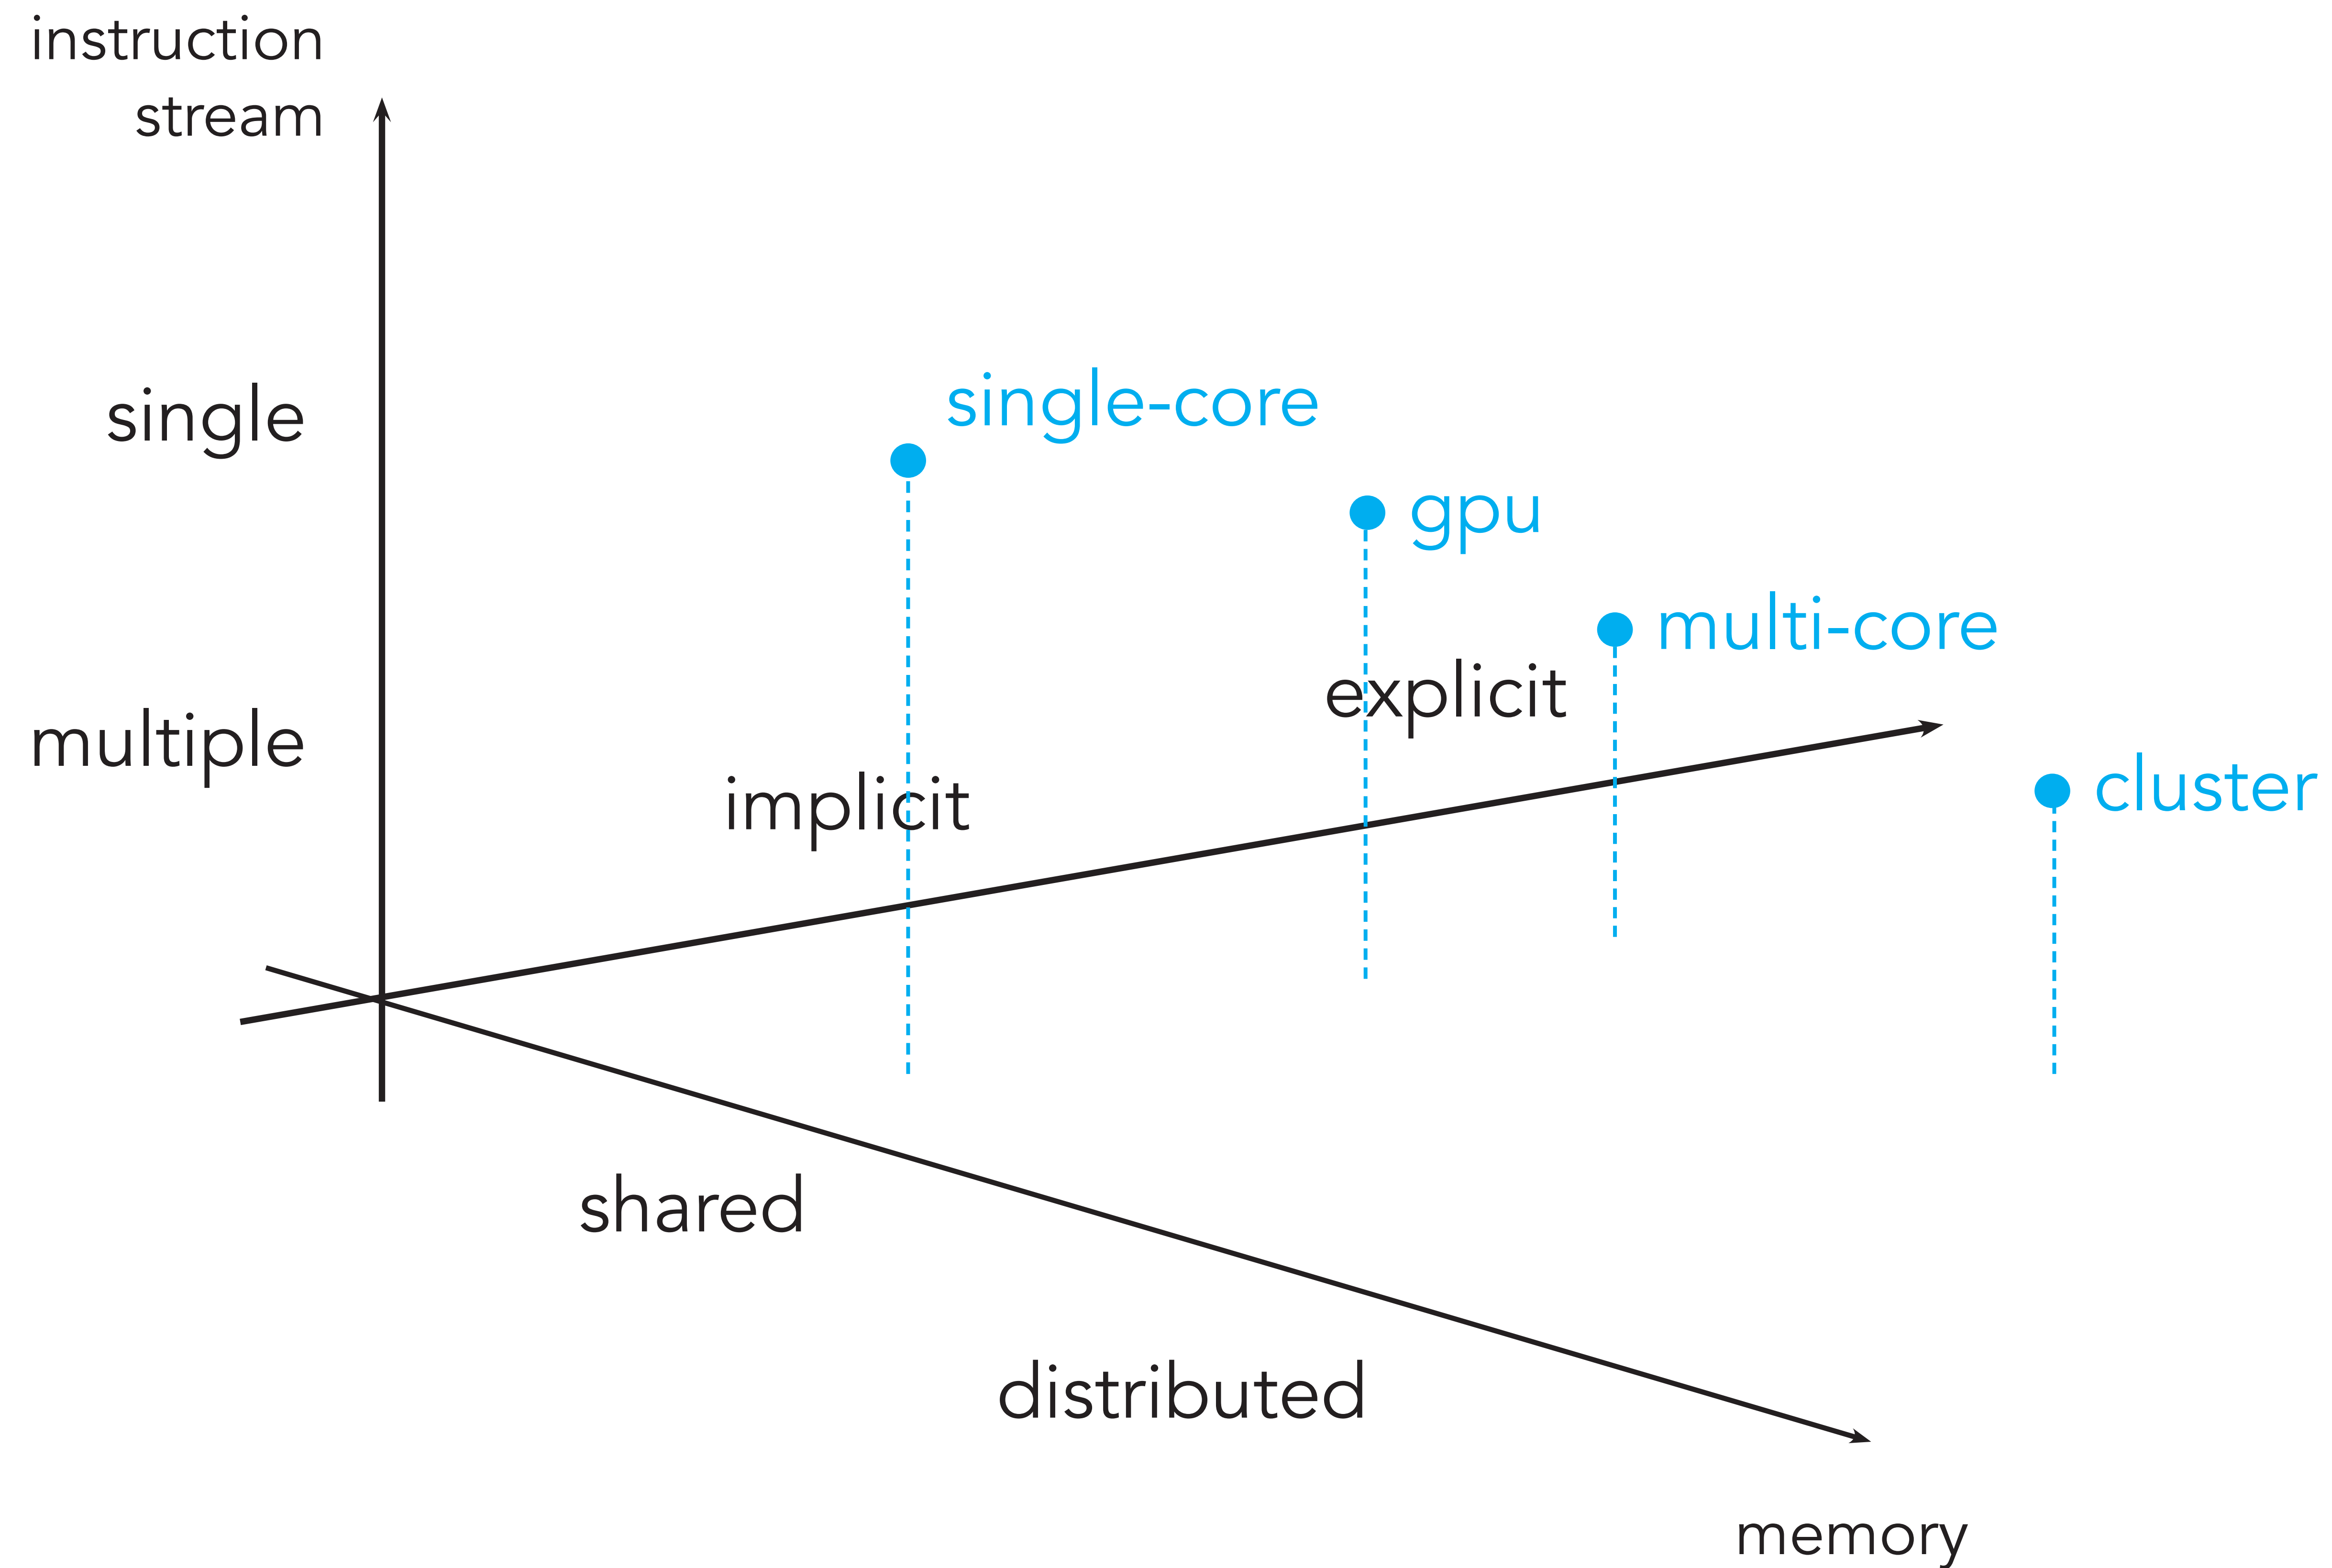 instruction
stream
single
single-core
gpu
multi-core
explicit
multiple
implicit
cluster
shared
distributed
memory